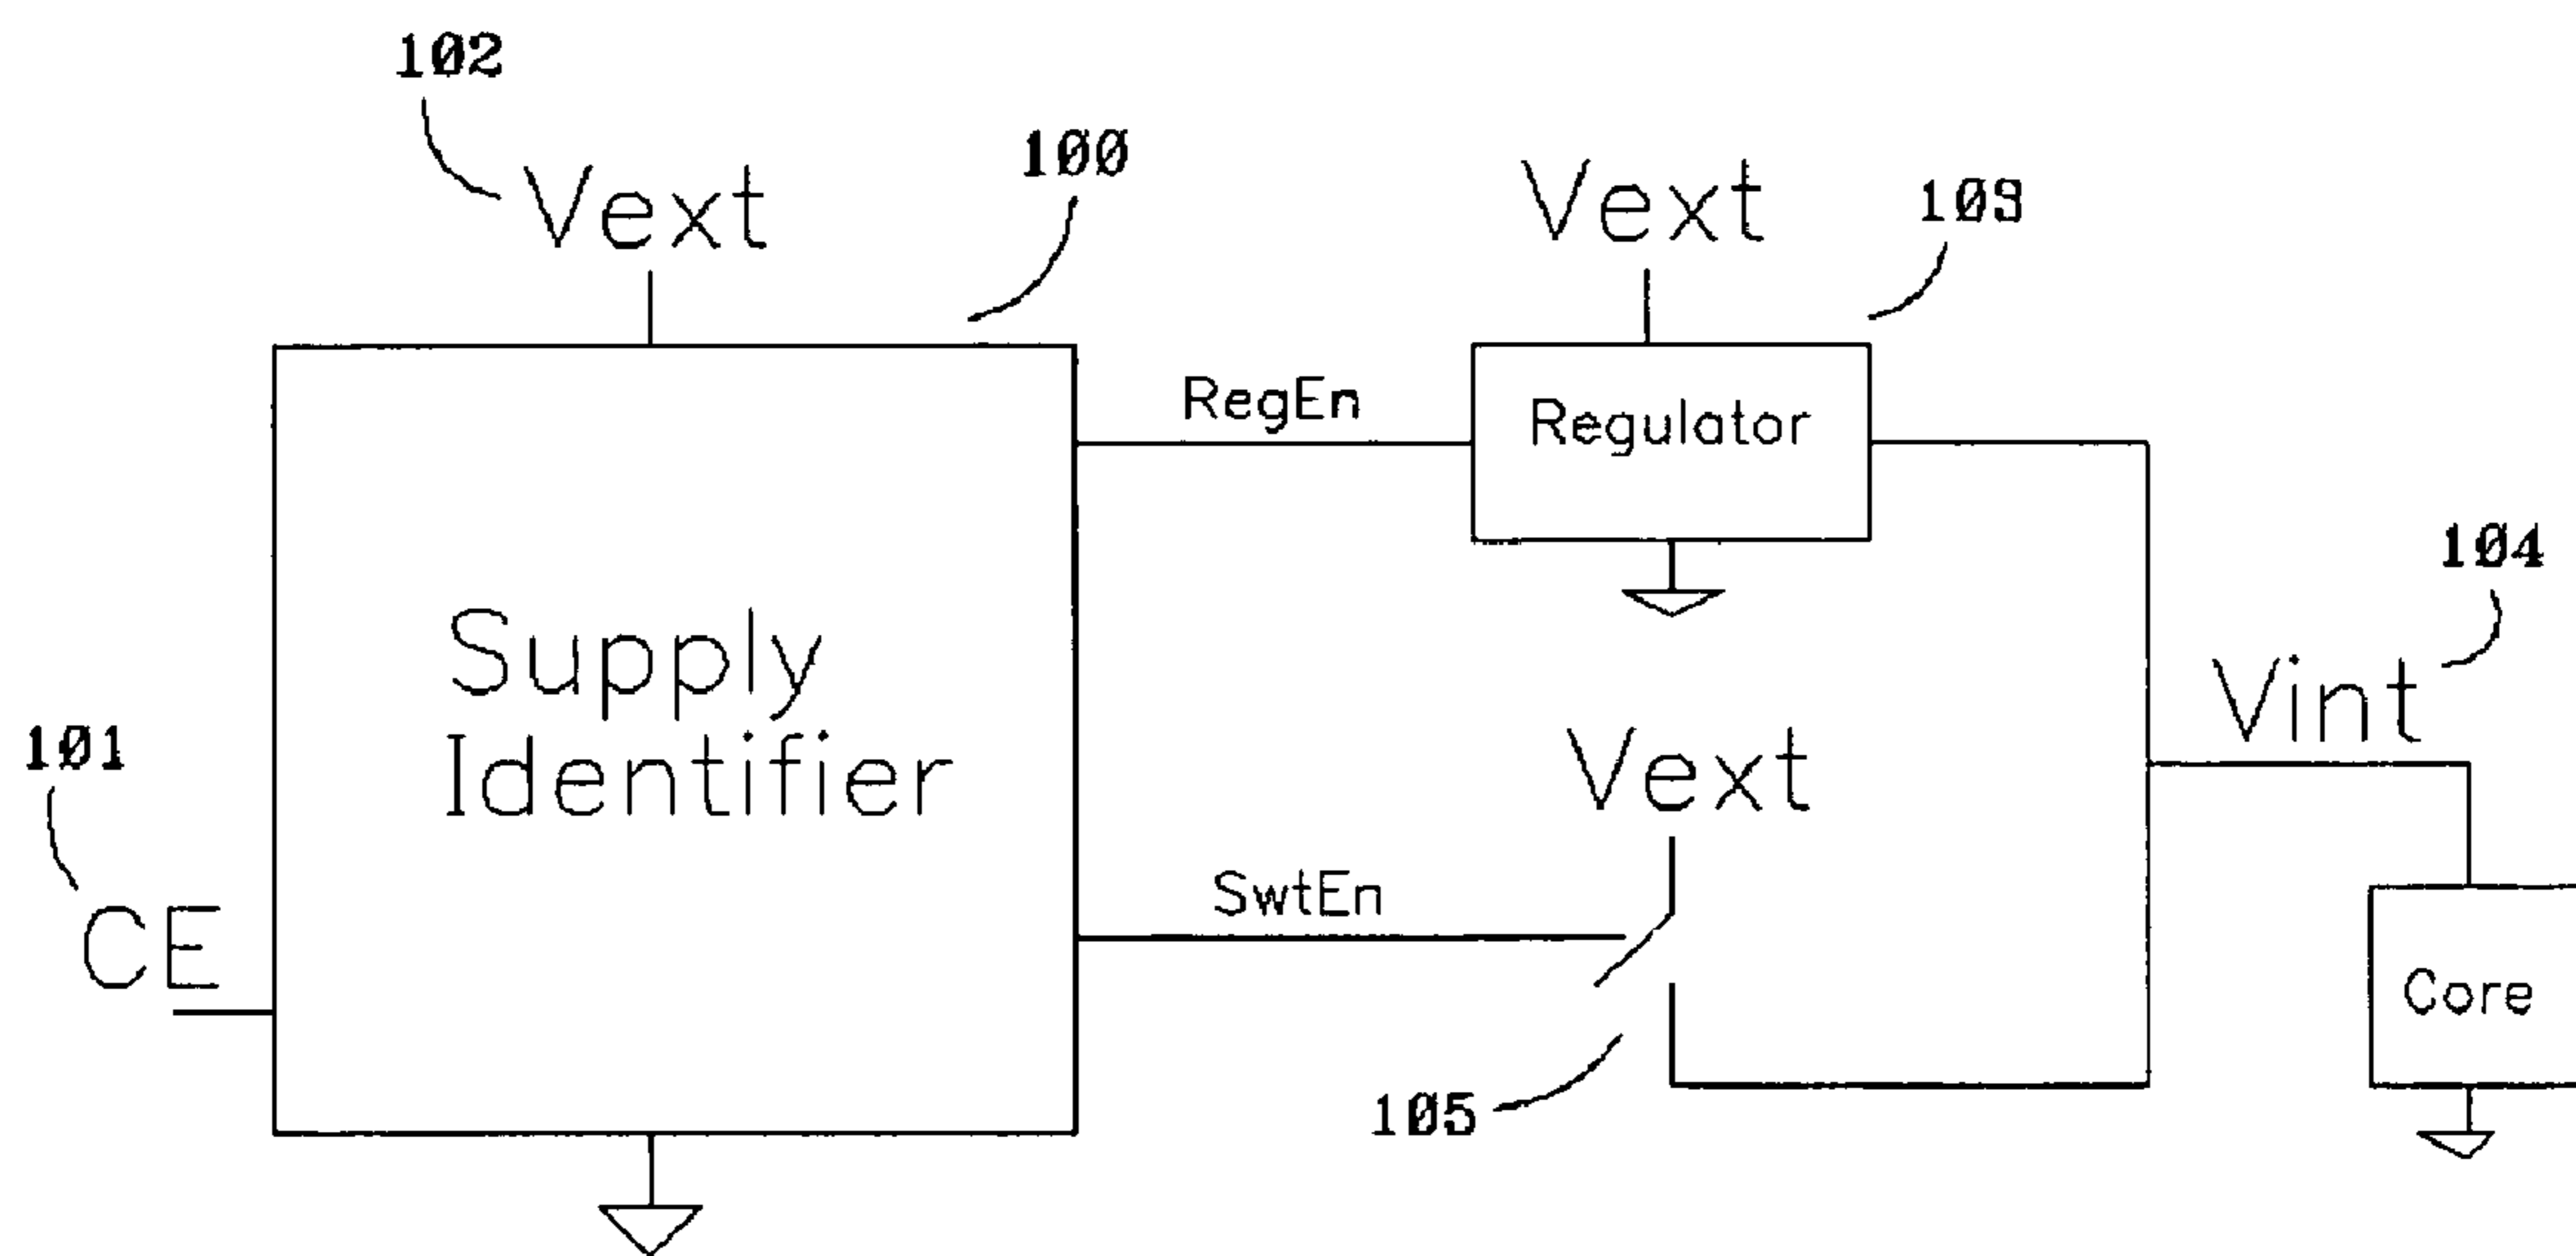 102
100
Vext
Vext
103
RegEn
Regulator
104
Supply
Identifier
Vint
101
Vext
SwtEn
CE
Core
105